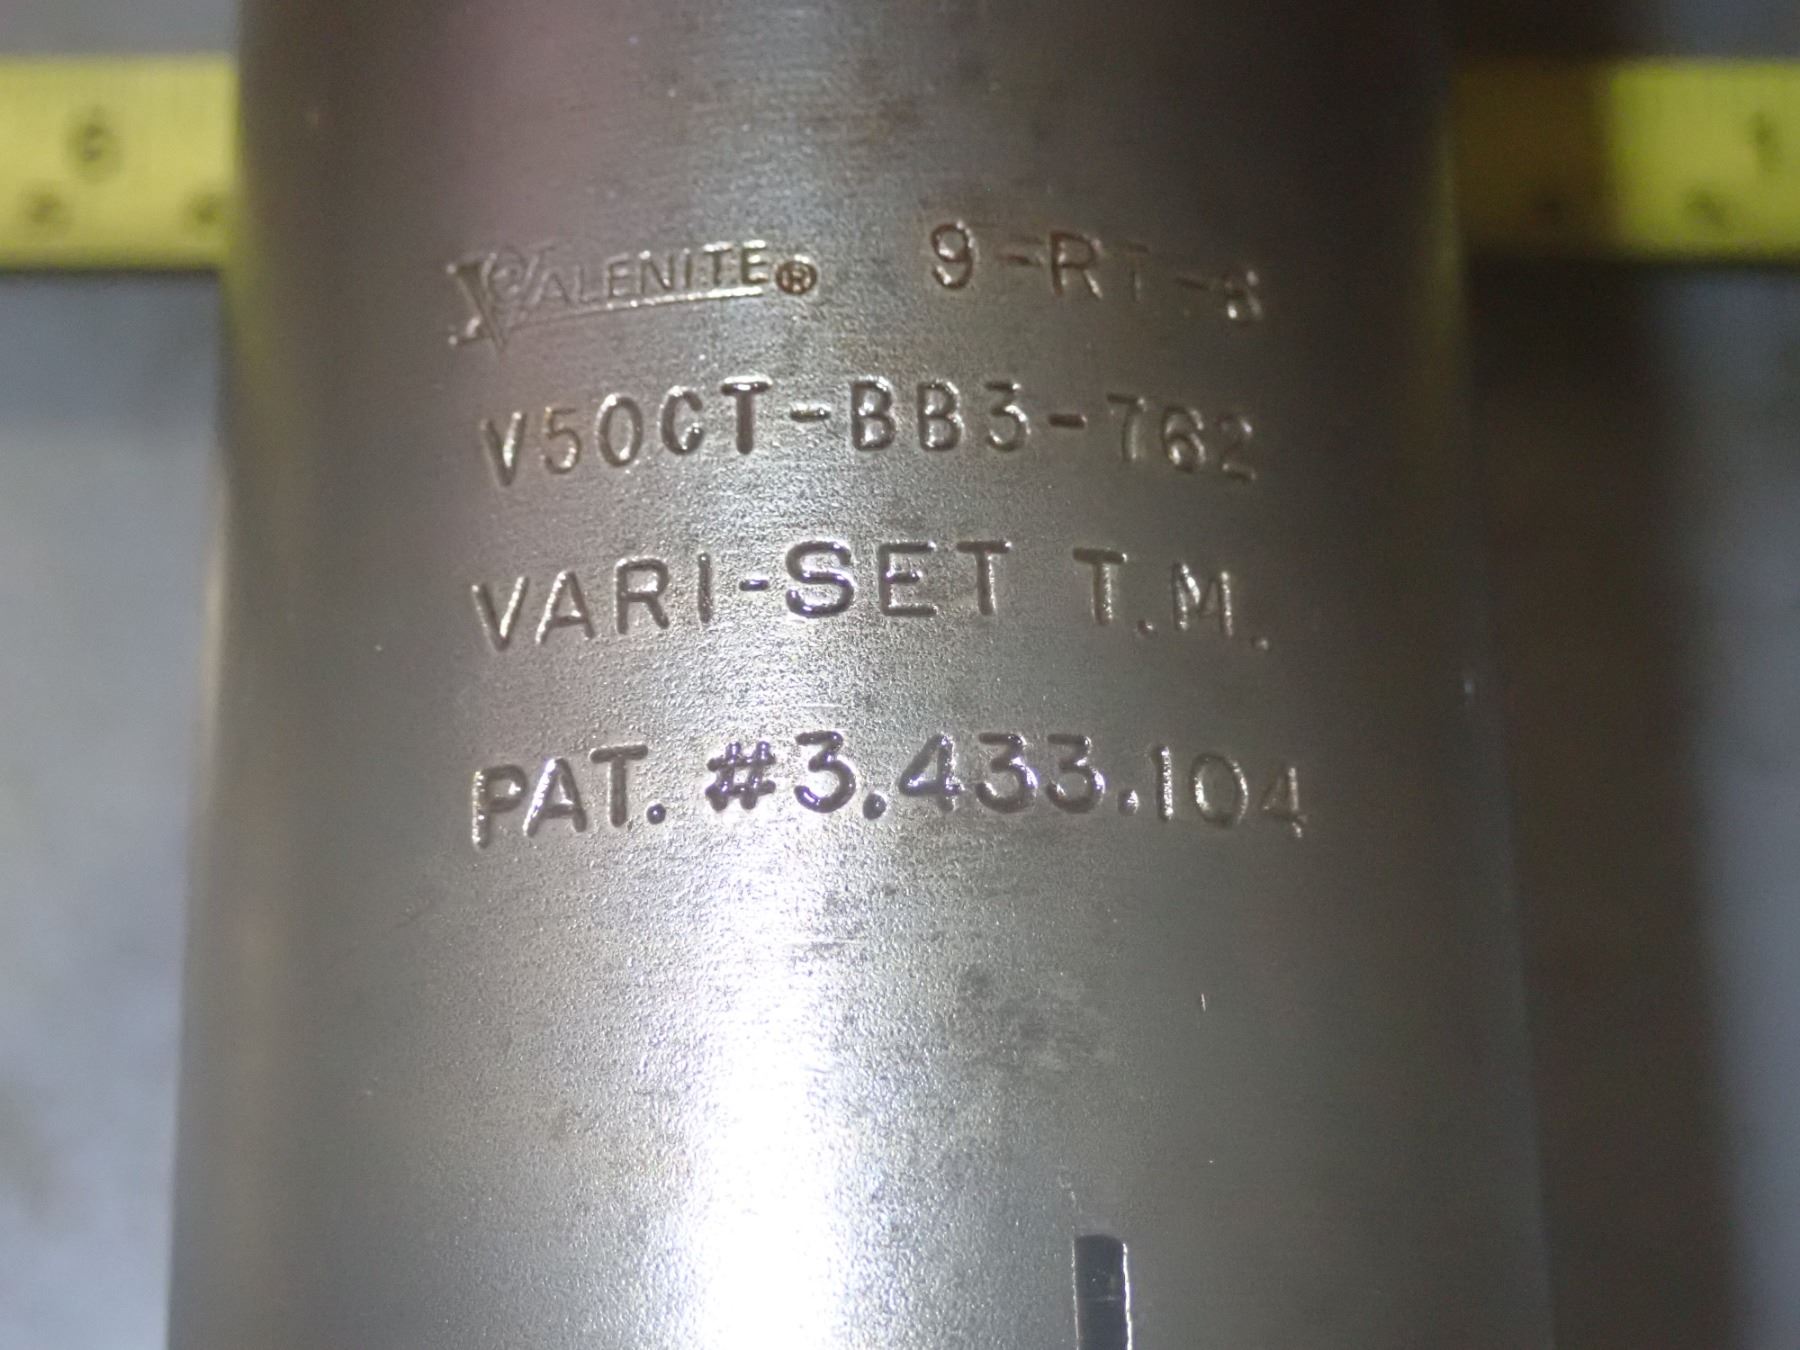 VALENITE® 9-RT-8
V50CT-BB3-762
VARI-SET T.M.
PAT. #3.433.104